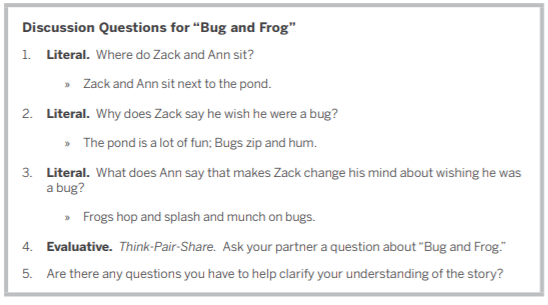 Discussion Questions for “Bug and Frog”
1. Literal. Where do Zack and Ann sit?
» Zack and Ann sit next to the pond.
2. Literal. Why does Zack say he wish he were a bug?
» The pond is a lot of fun; Bugs zip and hum.
3. Literal. What does Ann say that makes Zack change his mind about wishing he was
a bug?
» Frogs hop and splash and munch on bugs.
4. Evaluative. Think-Pair-Share. Ask your partner a question about “Bug and Frog.”
5. Are there any questions you have to help clarify your understanding of the story?